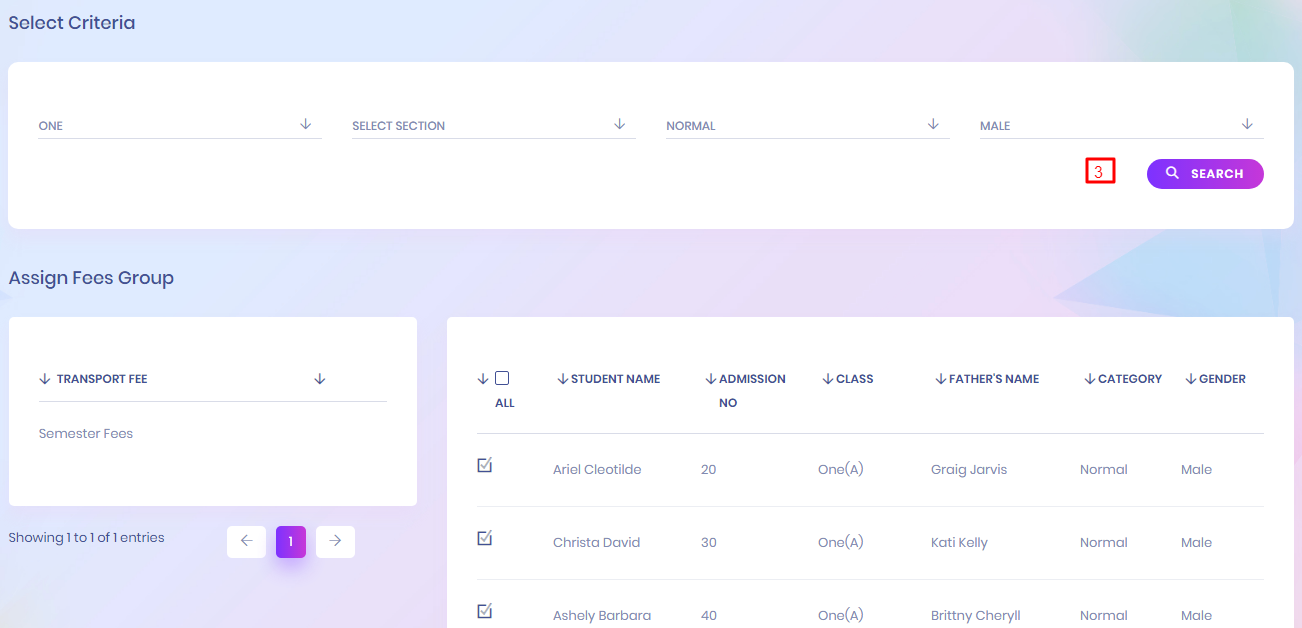 Select Criteria
ONE SELECT SECTION NORMAL MALE
3 SEARCH
Assign Fees Group
TRANSPORT FEE
Semester Fees
Showing 1 to 1 of 1 entries 1
ALL STUDENT NAME ADMISSION NO CLASS FATHER'S NAME CATEGORY GENDER
Ariel Cleotilde 20 One(A) Graig Jarvis Normal Male
Christa David 30 One(A) Kati Kelly Normal Male
Ashely Barbara 40 One(A) Brittny Cheryll Normal Male